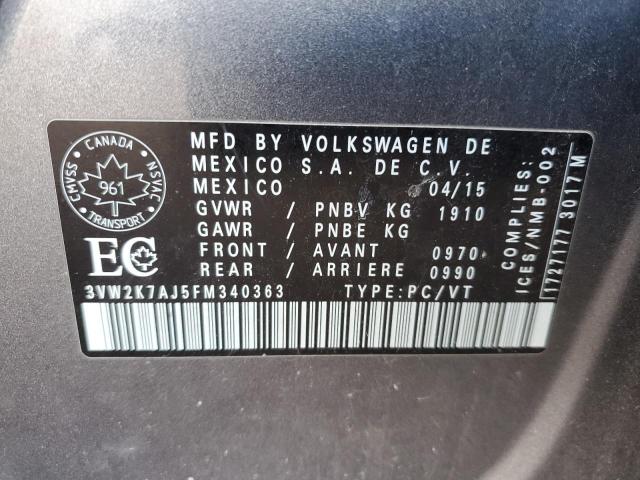 MFD BY VOLKSWAGEN DE
MEXICO S.A. DE C.V.
MEXICO 04/15
GVWR / PNBV KG 1910
GAWR / PNBE KG
FRONT / AVANT 0970
REAR / ARRIERE 0990
3VW2K7AJ5FM340363 TYPE:PC/VT
CANADA
CMVSS NSVAC
961
TRANSPORT
EC
COMPLIES:
ICES/NMB-002
1727177 3017 M